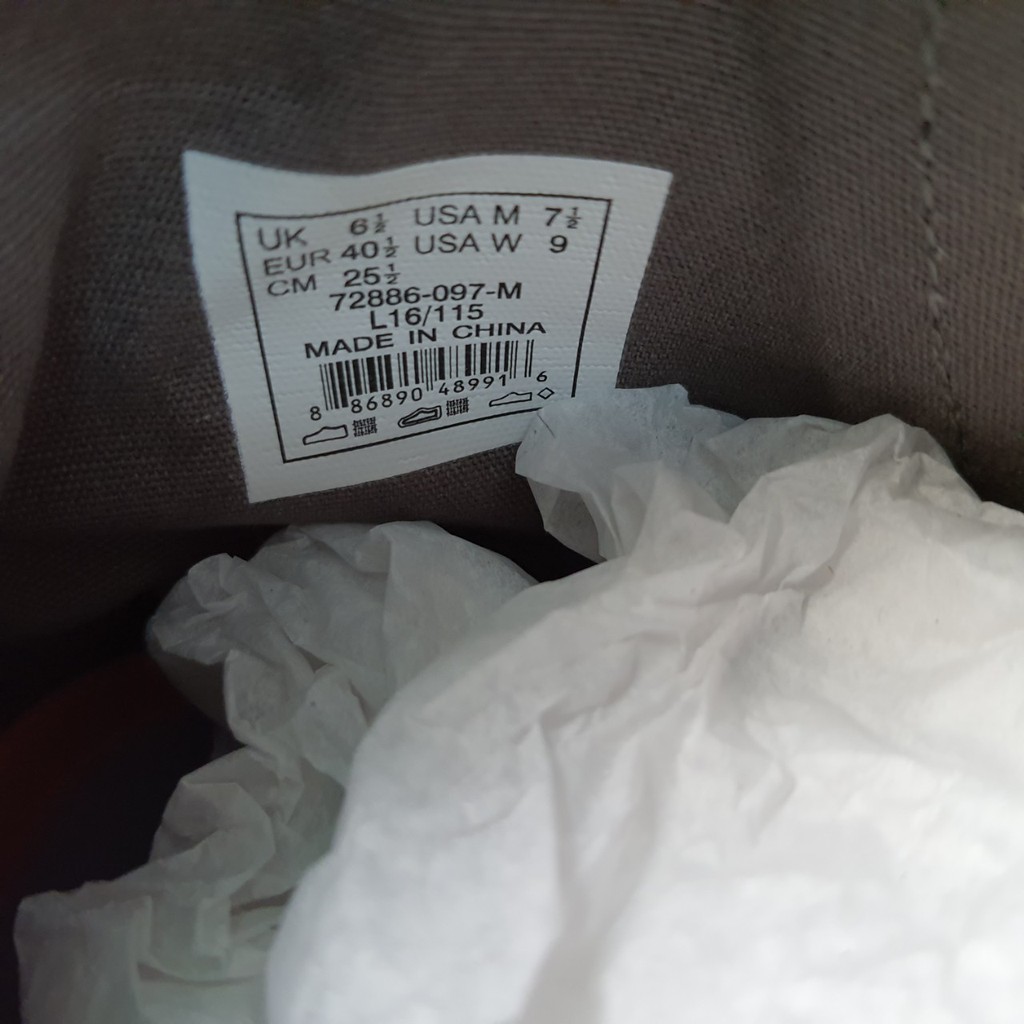 UK 6½ USA M 7½
EUR 40½ USA W 9
CM 25½
72886-097-M
L16/115
MADE IN CHINA
8 86890 48991 6